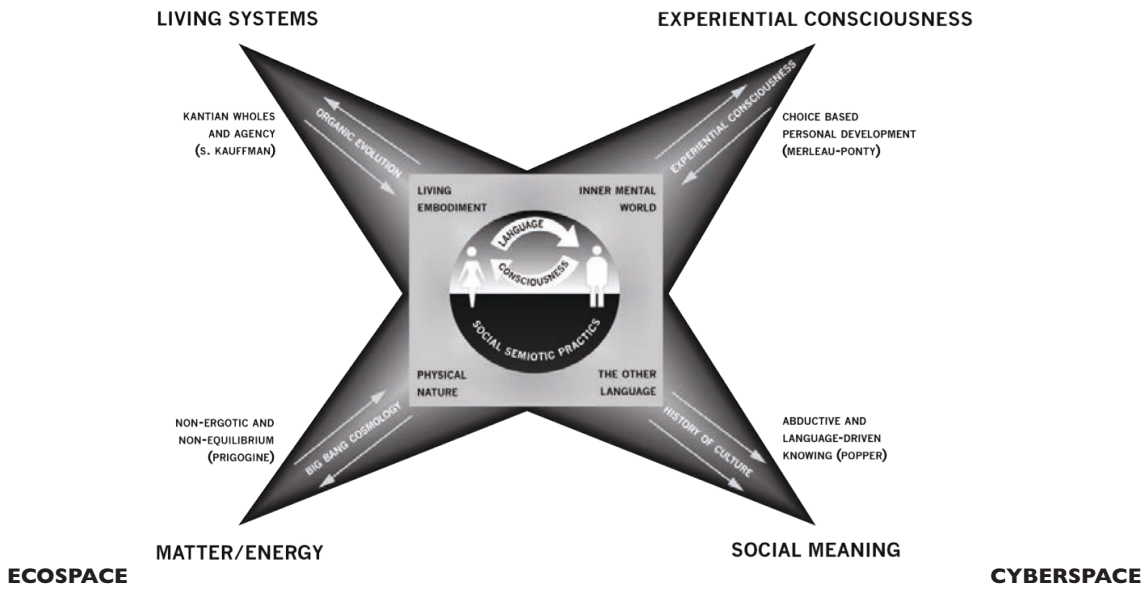 LIVING SYSTEMS
EXPERIENTIAL CONSCIOUSNESS
KANTIAN WHOLES
AND AGENCY
(S. KAUFFMAN)
ORGANIC EVOLUTION
EXPERIENTIAL CONSCIOUSNESS
CHOICE BASED
PERSONAL DEVELOPMENT
(MERLEAU-PONTY)
LIVING
EMBODIMENT
INNER MENTAL
WORLD
LANGUAGE
CONSCIOUSNESS
SOCIAL SEMIOTIC PRACTICS
PHYSICAL
NATURE
THE OTHER
LANGUAGE
NON-ERGOTIC AND
NON-EQUILIBRIUM
(PRIGOGINE)
BIG BANG COSMOLOGY
HISTORY OF CULTURE
ABDUCTIVE AND
LANGUAGE-DRIVEN
KNOWING (POPPER)
MATTER/ENERGY
SOCIAL MEANING
ECOSPACE
CYBERSPACE